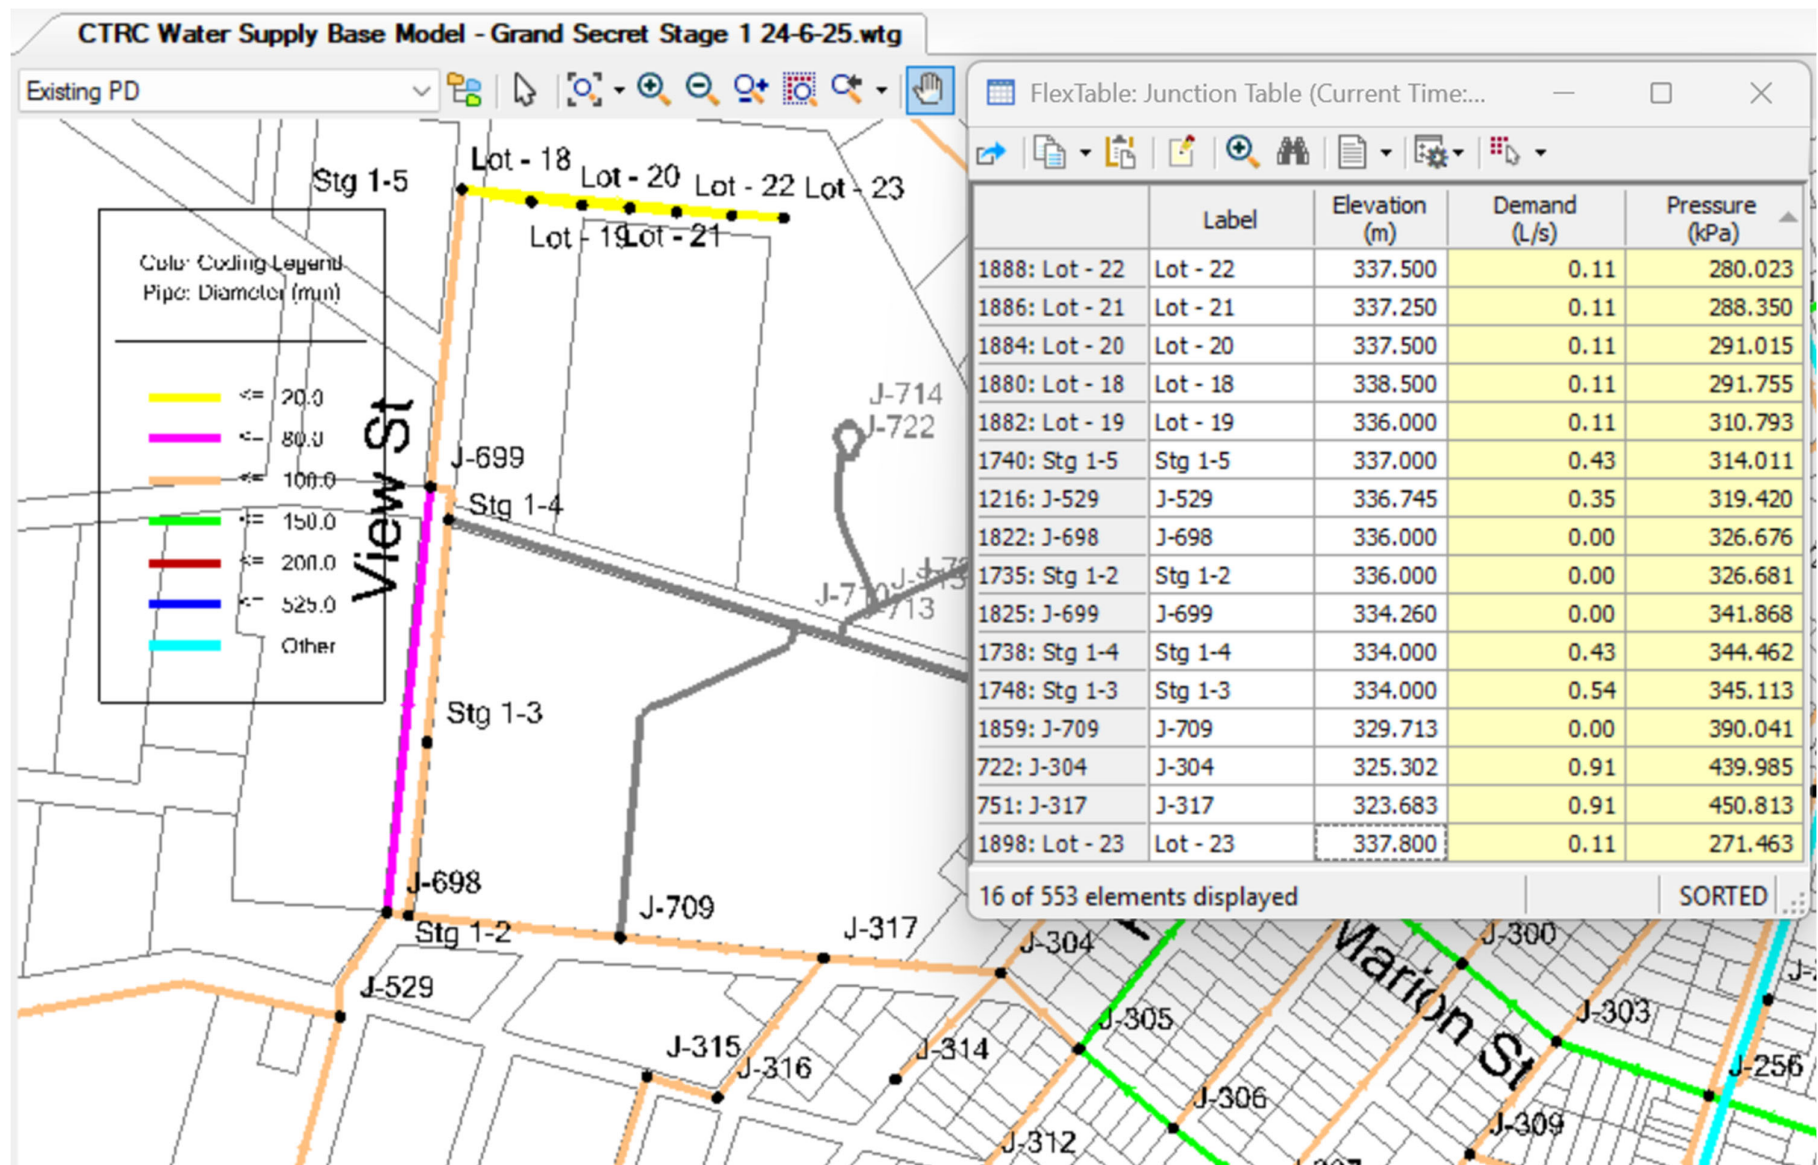 CTRC Water Supply Base Model - Grand Secret Stage 1 24-6-25.wtg
Existing PD
FlexTable: Junction Table (Current Time:...
Label Elevation (m) Demand (L/s) Pressure (kPa)
1888: Lot - 22 Lot - 22 337.500 0.11 280.023
1886: Lot - 21 Lot - 21 337.250 0.11 288.350
1884: Lot - 20 Lot - 20 337.500 0.11 291.015
1880: Lot - 18 Lot - 18 338.500 0.11 291.755
1882: Lot - 19 Lot - 19 336.000 0.11 310.793
1740: Stg 1-5 Stg 1-5 337.000 0.43 314.011
1216: J-529 J-529 336.745 0.35 319.420
1822: J-698 J-698 336.000 0.00 326.676
1735: Stg 1-2 Stg 1-2 336.000 0.00 326.681
1825: J-699 J-699 334.260 0.00 341.868
1738: Stg 1-4 Stg 1-4 334.000 0.43 344.462
1748: Stg 1-3 Stg 1-3 334.000 0.54 345.113
1859: J-709 J-709 329.713 0.00 390.041
722: J-304 J-304 325.302 0.91 439.985
751: J-317 J-317 323.683 0.91 450.813
1898: Lot - 23 Lot - 23 337.800 0.11 271.463
16 of 553 elements displayed SORTED
Stg 1-5
Lot - 18
Lot - 20
Lot - 22
Lot - 23
Lot - 19
Lot - 21
Color Coding Legend
Pipe: Diameter (mm)
<= 20.0
<= 80.0
<= 100.0
<= 150.0
<= 200.0
<= 525.0
Other
View St
J-714
J-722
J-699
Stg 1-4
J-710
J-713
Stg 1-3
J-698
Stg 1-2
J-709
J-317
J-304
J-529
J-300
Marion St
J-303
J-305
J-315
J-316
J-314
J-256
J-306
J-312
J-309